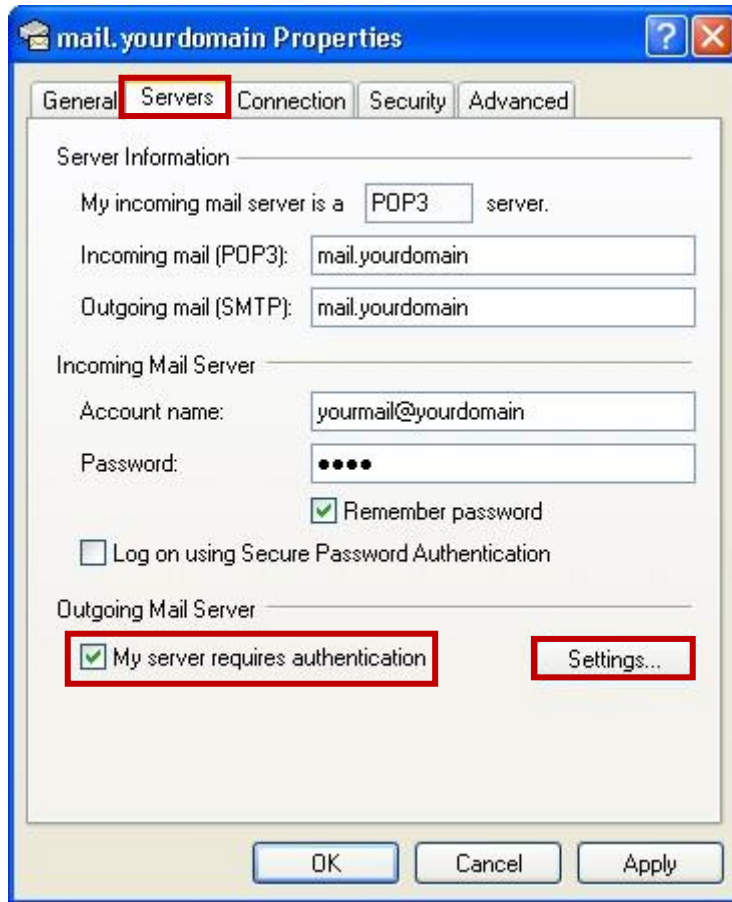 mail.yourdomain Properties
?
General Servers Connection Security Advanced
Server Information
My incoming mail server is a POP3 server.
Incoming mail (POP3): mail.yourdomain
Outgoing mail (SMTP): mail.yourdomain
Incoming Mail Server
Account name: yourmail@yourdomain
Password: ••••
Remember password
Log on using Secure Password Authentication
Outgoing Mail Server
My server requires authentication Settings...
OK Cancel Apply